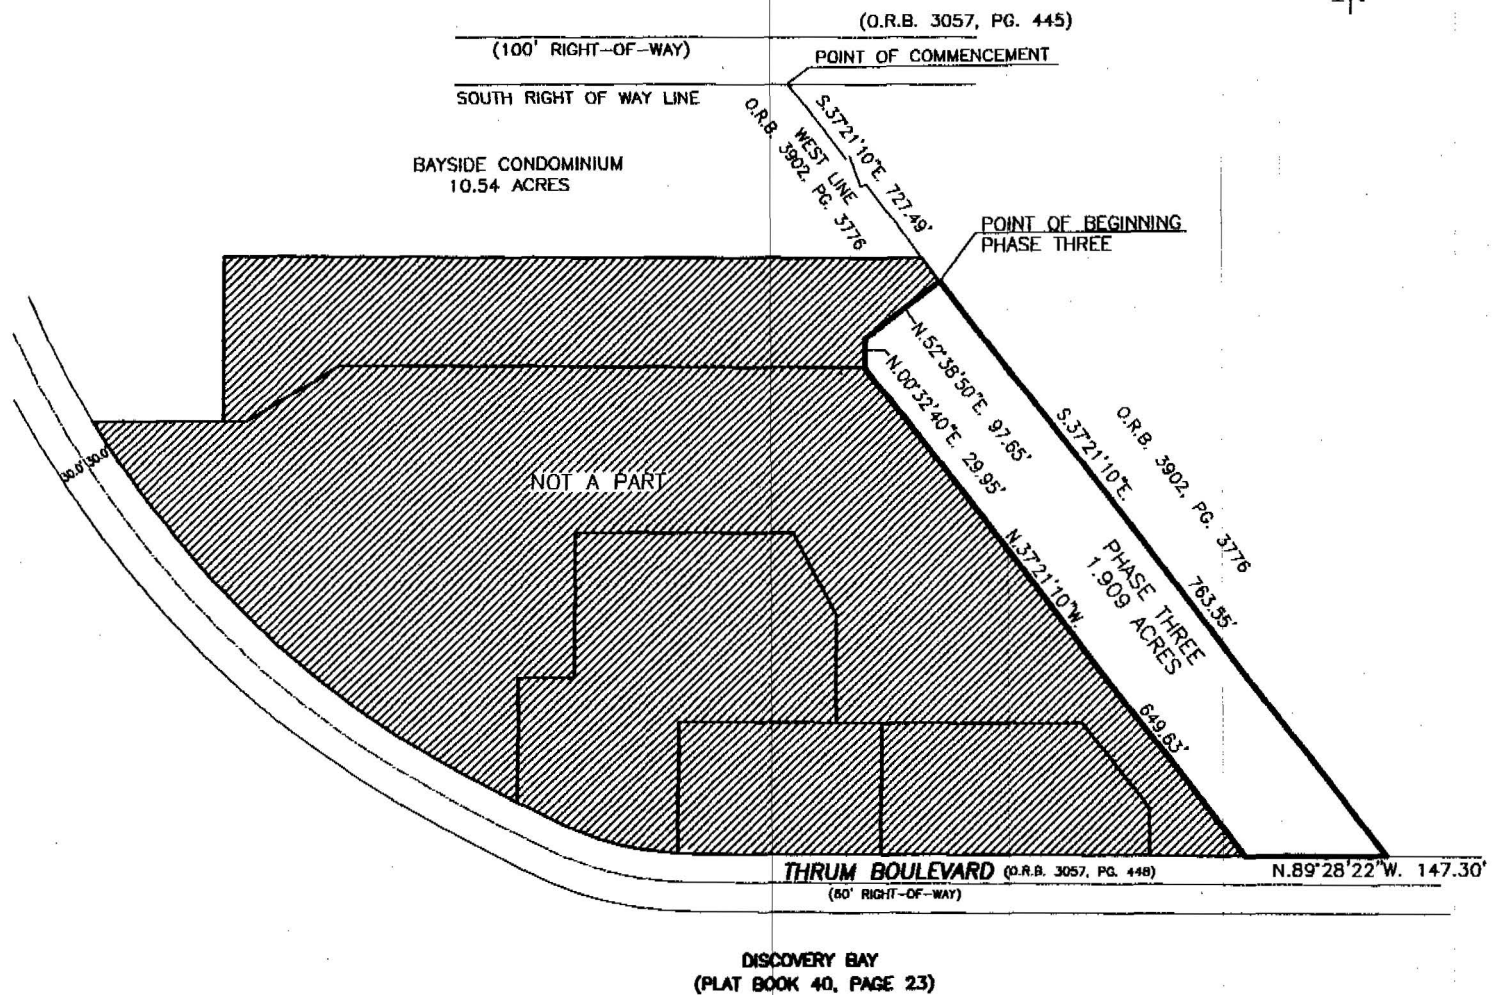 (O.R.B. 3057, PG. 445)
(100' RIGHT-OF-WAY)
POINT OF COMMENCEMENT
SOUTH RIGHT OF WAY LINE
S.37°21'10"E. 727.49'
WEST LINE
O.R.B. 3902, PG. 3776
BAYSIDE CONDOMINIUM
10.54 ACRES
POINT OF BEGINNING
PHASE THREE
N.52°38'50"E. 97.65'
N.00°32'40"E. 29.95'
S.37°21'10"E. 763.55'
O.R.B. 3902, PG. 3776
30.0' 30.0'
NOT A PART
N.37°21'10"W. 649.63'
PHASE THREE
1.909 ACRES
THRUM BOULEVARD (O.R.B. 3057, PG. 448)
N.89°28'22"W. 147.30'
(60' RIGHT-OF-WAY)
DISCOVERY BAY
(PLAT BOOK 40, PAGE 23)